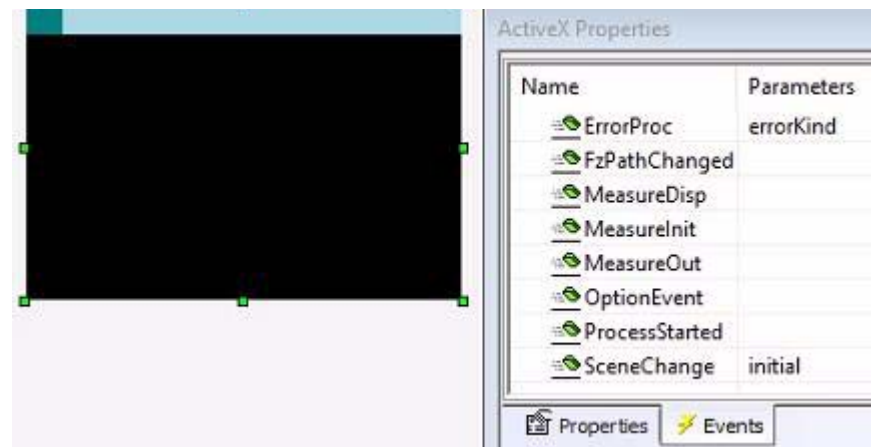 ActiveX Properties
Name Parameters
ErrorProc errorKind
FzPathChanged
MeasureDisp
MeasureInit
MeasureOut
OptionEvent
ProcessStarted
SceneChange initial
Properties Events